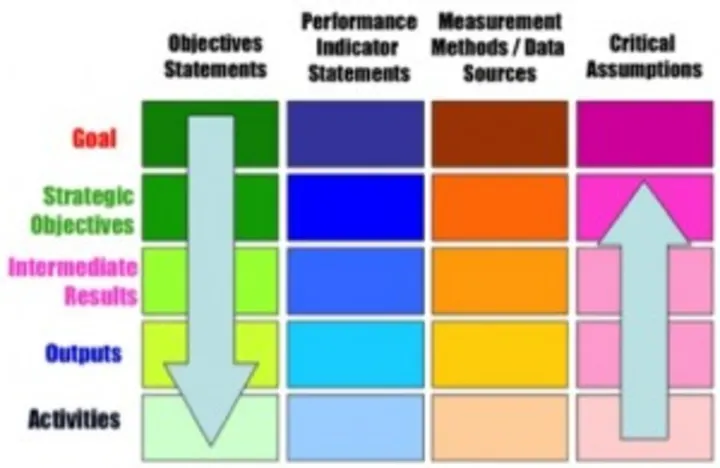 Objectives
Statements
Performance
Indicator
Statements
Measurement
Methods / Data
Sources
Critical
Assumptions
Goal
Strategic
Objectives
Intermediate
Results
Outputs
Activities